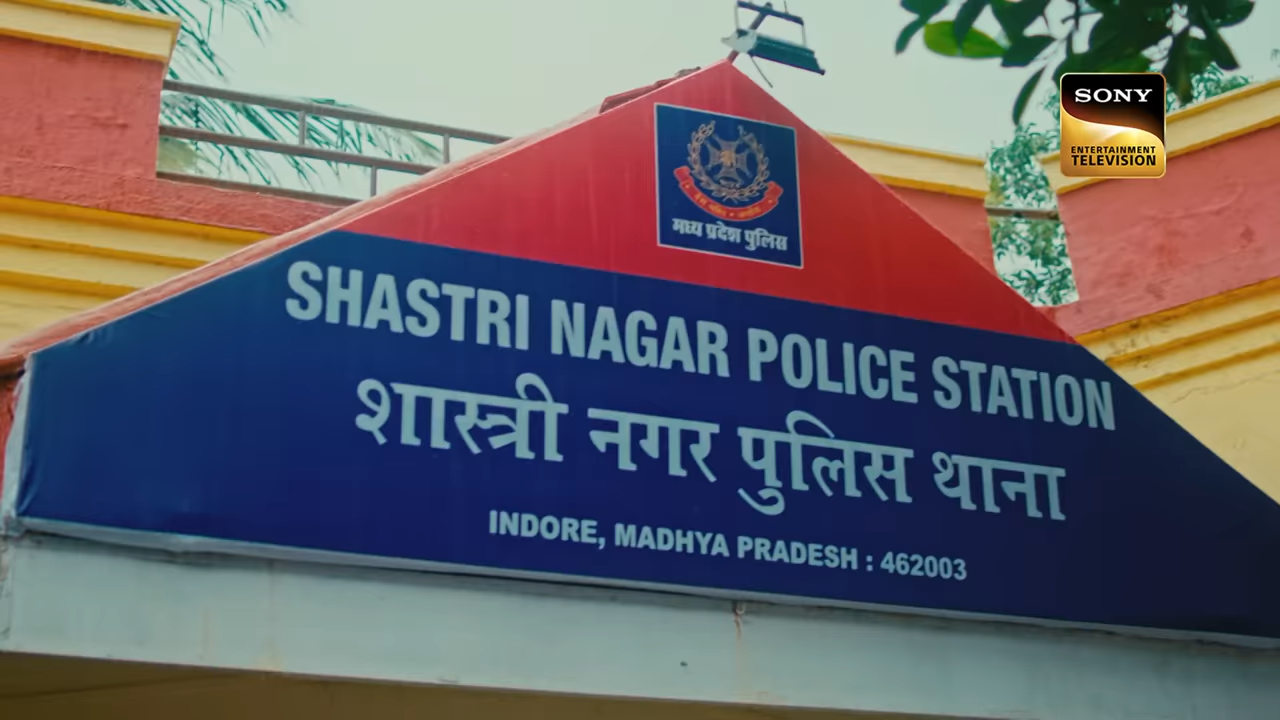 SONY
ENTERTAINMENT
TELEVISION
मध्य प्रदेश पुलिस
SHASTRI NAGAR POLICE STATION
शास्त्री नगर पुलिस थाना
INDORE, MADHYA PRADESH : 462003